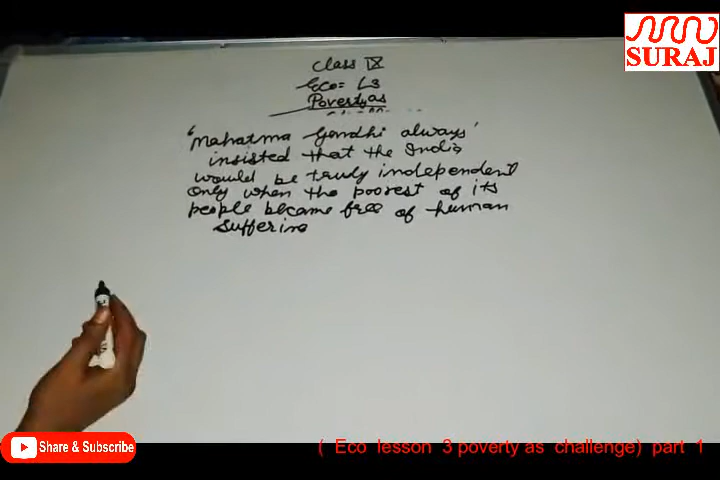 Class IX
Eco= L3
Poverty as
"Mahatma Gandhi always'
insisted that the India
would be truly independent
only when the poorest of its
people became free of human
suffering
SURAJ
Share & Subscribe
( Eco lesson 3 poverty as challenge) part 1